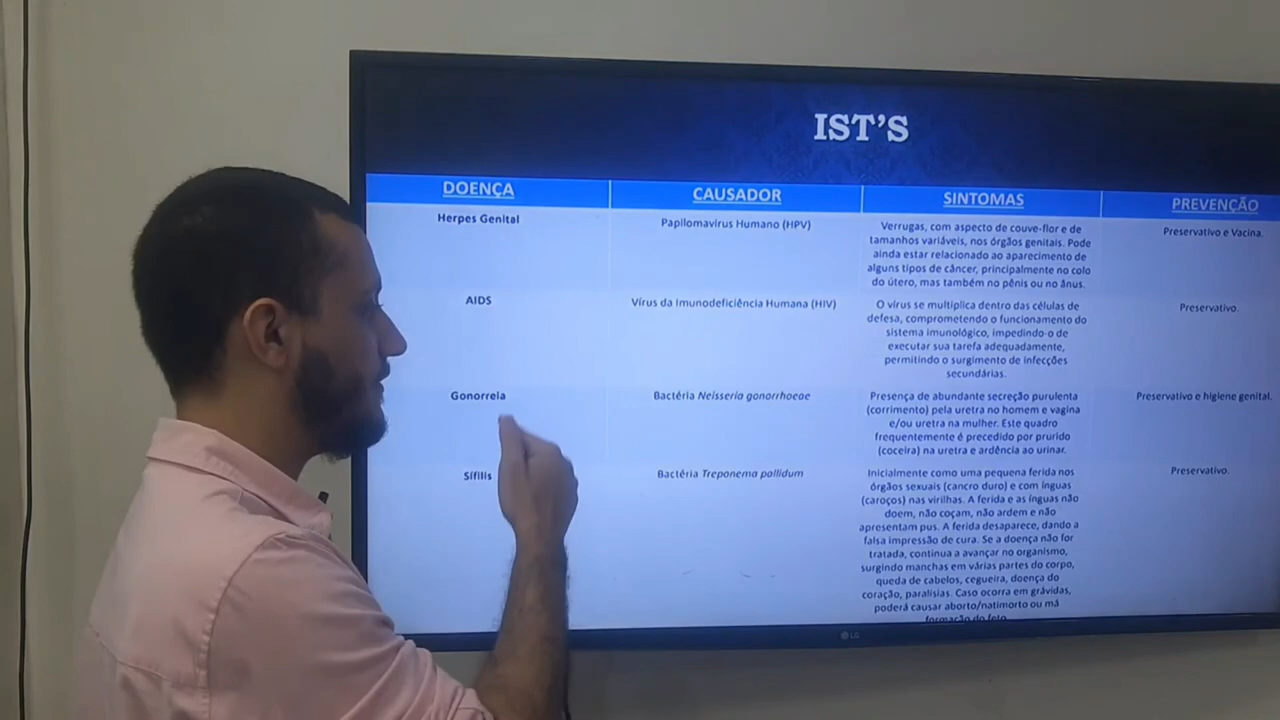 IST'S
DOENÇA
CAUSADOR
SINTOMAS
PREVENÇÃO
Herpes Genital
Papilomavírus Humano (HPV)
Verrugas, com aspecto de couve-flor e de
tamanhos variáveis, nos órgãos genitais. Pode
ainda estar relacionado ao aparecimento de
alguns tipos de câncer, principalmente no colo
do útero, mas também no pênis ou no ânus.
Preservativo e Vacina.
AIDS
Vírus da Imunodeficiência Humana (HIV)
O vírus se multiplica dentro das células de
defesa, comprometendo o funcionamento do
sistema imunológico, impedindo-o de
executar sua tarefa adequadamente,
permitindo o surgimento de infecções
secundárias.
Preservativo.
Gonorreia
Bactéria Neisseria gonorrhoeae
Presença de abundante secreção purulenta
(corrimento) pela uretra no homem e vagina
e/ou uretra na mulher. Este quadro
frequentemente é precedido por prurido
(coceira) na uretra e ardência ao urinar.
Preservativo e higiene genital.
Sífilis
Bactéria Treponema pallidum
Inicialmente como uma pequena ferida nos
órgãos sexuais (cancro duro) e com ínguas
(caroços) nas virilhas. A ferida e as ínguas não
doem, não coçam, não ardem e não
apresentam pus. A ferida desaparece, dando a
falsa impressão de cura. Se a doença não for
tratada, continua a avançar no organismo,
surgindo manchas em várias partes do corpo,
queda de cabelos, cegueira, doença do
coração, paralisias. Caso ocorra em grávidas,
poderá causar aborto/natimorto ou má
formação do feto
Preservativo.
LG